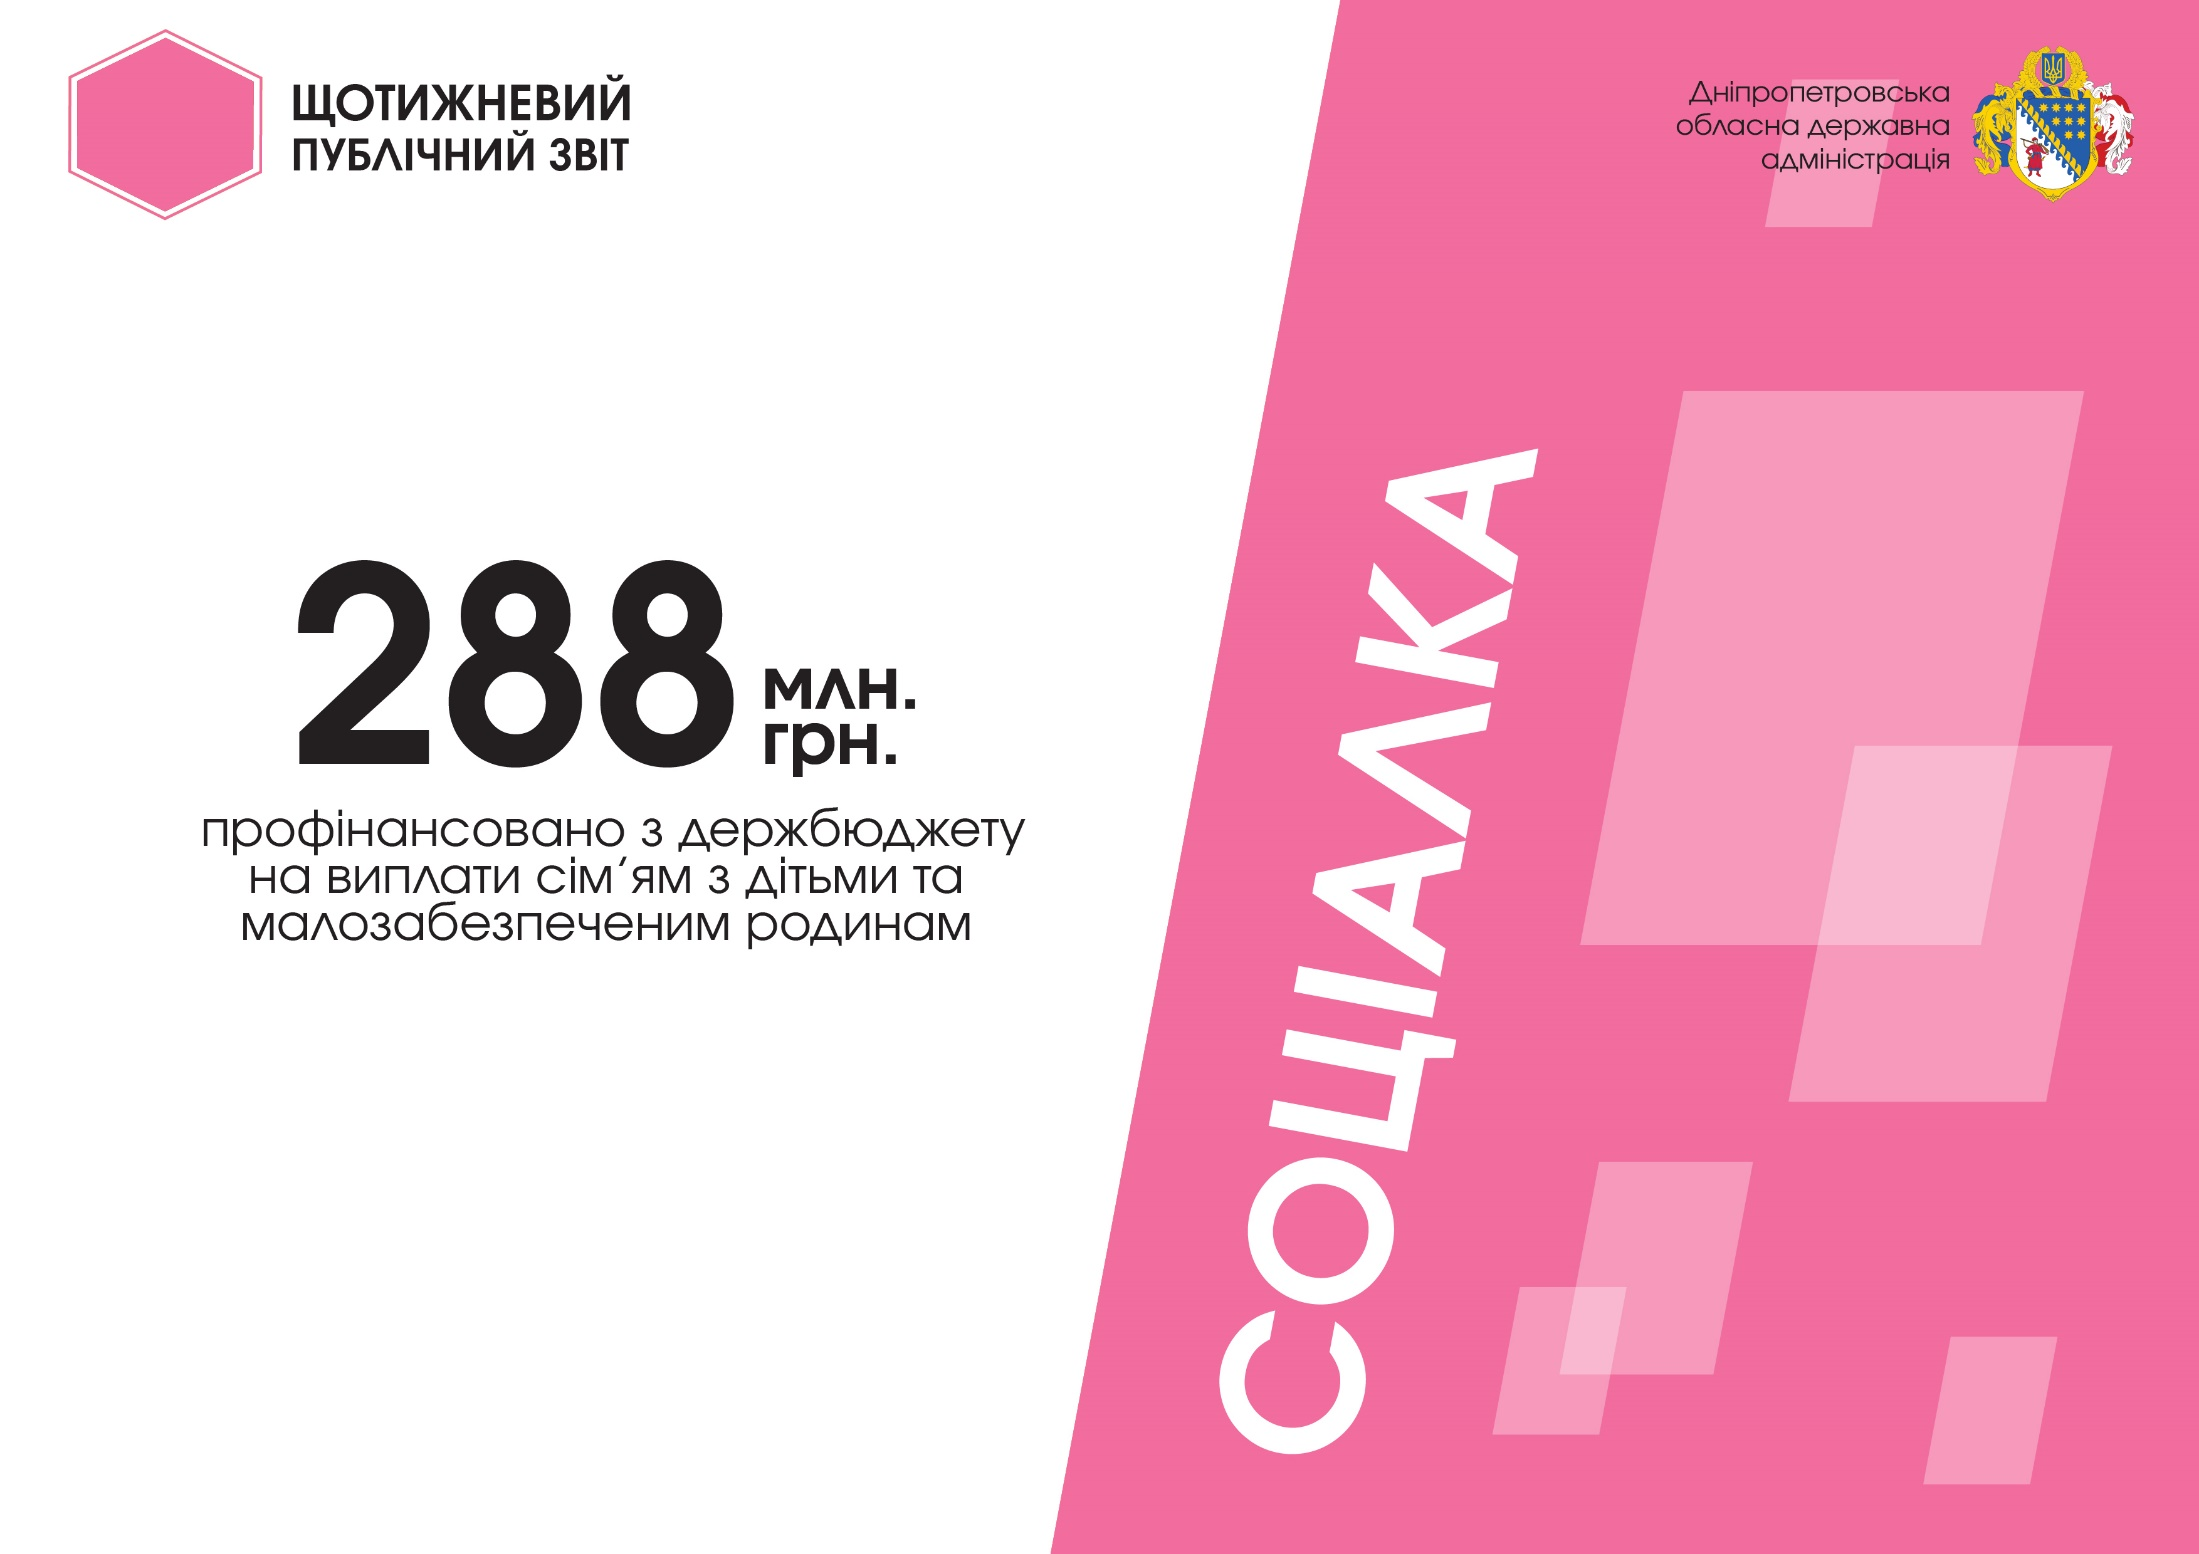 ЩОТИЖНЕВИЙ
ПУБЛІЧНИЙ ЗВІТ
Дніпропетровська
обласна державна
адміністрація
288 млн.
грн.
профінансовано з держбюджету
на виплати сім’ям з дітьми та
малозабезпеченим родинам
СОЦІАЛКА